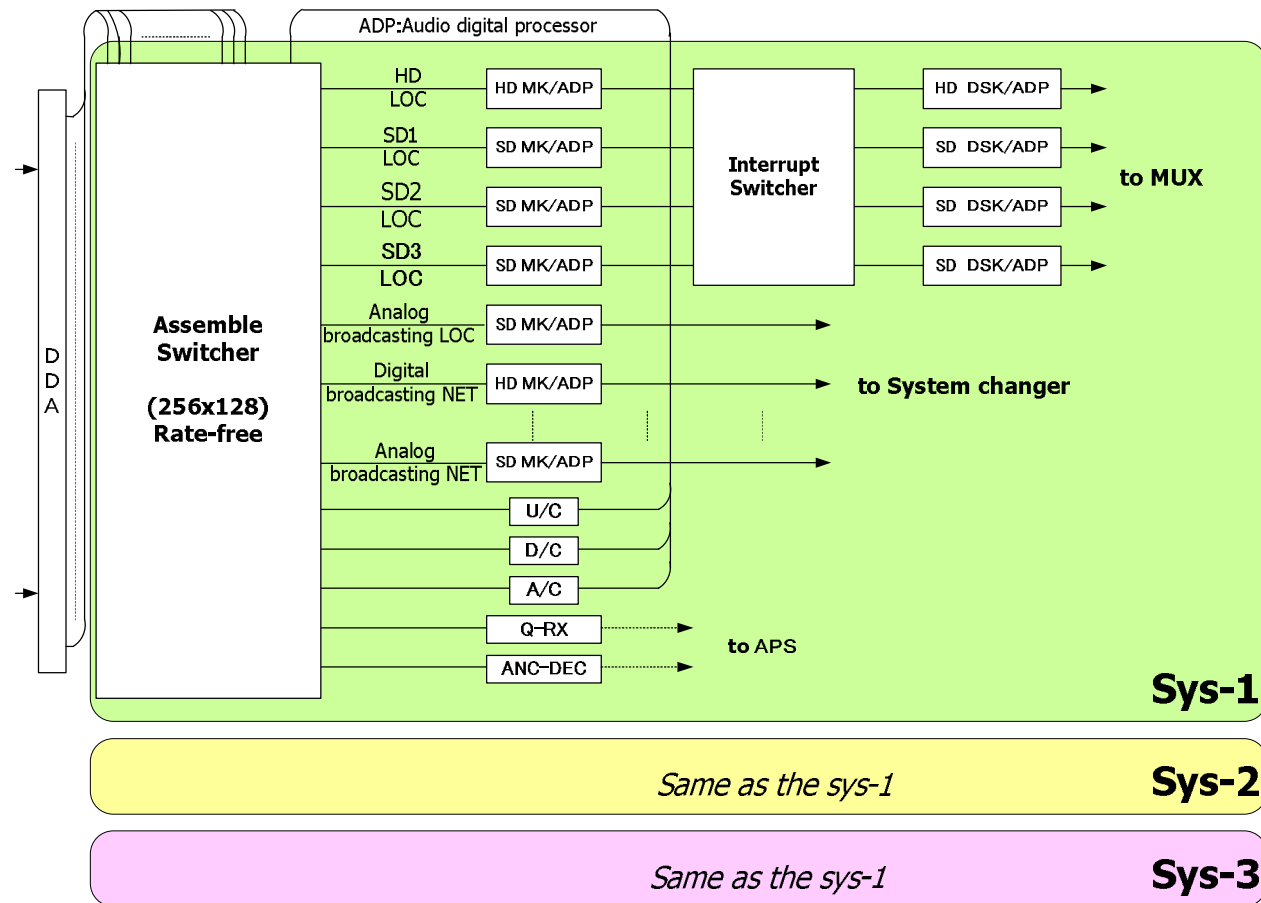 ADP:Audio digital processor
HD
LOC
HD MK/ADP
HD DSK/ADP
SD1
LOC
SD MK/ADP
SD DSK/ADP
Interrupt
Switcher
to MUX
SD2
LOC
SD MK/ADP
SD DSK/ADP
SD3
LOC
SD MK/ADP
SD DSK/ADP
Analog
broadcasting LOC
SD MK/ADP
Assemble
Switcher
(256x128)
Rate-free
D
D
A
Digital
broadcasting NET
HD MK/ADP
to System changer
Analog
broadcasting NET
SD MK/ADP
U/C
D/C
A/C
Q-RX
to APS
ANC-DEC
Sys-1
Same as the sys-1
Sys-2
Same as the sys-1
Sys-3